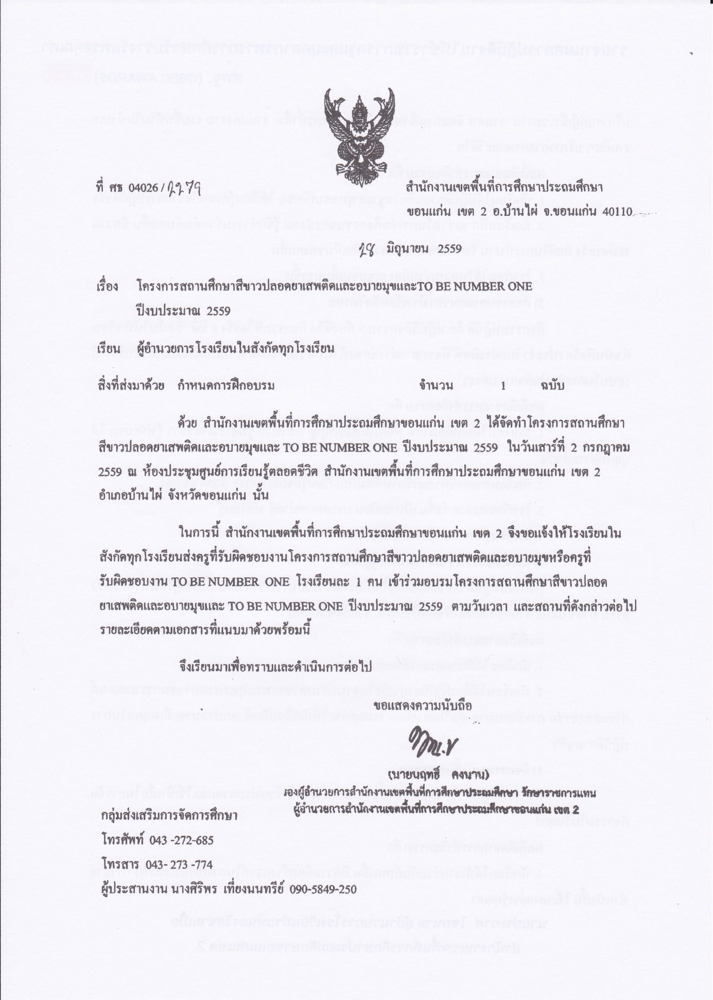 ที่ ศธ 04026 / 2279
สำนักงานเขตพื้นที่การศึกษาประถมศึกษา
ขอนแก่น เขต 2 อ.บ้านไผ่ จ.ขอนแก่น 40110
28 มิถุนายน 2559
เรื่อง โครงการสถานศึกษาสีขาวปลอดยาเสพติดและอบายมุขและTO BE NUMBER ONE
ปีงบประมาณ 2559
เรียน ผู้อำนวยการโรงเรียนในสังกัดทุกโรงเรียน
สิ่งที่ส่งมาด้วย กำหนดการฝึกอบรม จำนวน 1 ฉบับ
ด้วย สำนักงานเขตพื้นที่การศึกษาประถมศึกษาขอนแก่น เขต 2 ได้จัดทำโครงการสถานศึกษา
สีขาวปลอดยาเสพติดและอบายมุขและ TO BE NUMBER ONE ปีงบประมาณ 2559 ในวันเสาร์ที่ 2 กรกฎาคม
2559 ณ ห้องประชุมศูนย์การเรียนรู้ตลอดชีวิต สำนักงานเขตพื้นที่การศึกษาประถมศึกษาขอนแก่น เขต 2
อำเภอบ้านไผ่ จังหวัดขอนแก่น นั้น
ในการนี้ สำนักงานเขตพื้นที่การศึกษาประถมศึกษาขอนแก่น เขต 2 จึงขอแจ้งให้โรงเรียนใน
สังกัดทุกโรงเรียนส่งครูที่รับผิดชอบงานโครงการสถานศึกษาสีขาวปลอดยาเสพติดและอบายมุขหรือครูที่
รับผิดชอบงาน TO BE NUMBER ONE โรงเรียนละ 1 คน เข้าร่วมอบรมโครงการสถานศึกษาสีขาวปลอด
ยาเสพติดและอบายมุขและ TO BE NUMBER ONE ปีงบประมาณ 2559 ตามวันเวลา และสถานที่ดังกล่าวต่อไป
รายละเอียดตามเอกสารที่แนบมาด้วยพร้อมนี้
จึงเรียนมาเพื่อทราบและดำเนินการต่อไป
ขอแสดงความนับถือ
(นายนฤทธิ์ คงนาน)
รองผู้อำนวยการสำนักงานเขตพื้นที่การศึกษาประถมศึกษา รักษาราชการแทน
ผู้อำนวยการสำนักงานเขตพื้นที่การศึกษาประถมศึกษาขอนแก่น เขต 2
กลุ่มส่งเสริมการจัดการศึกษา
โทรศัพท์ 043 -272-685
โทรสาร 043- 273 -774
ผู้ประสานงาน นางศิริพร เที่ยงนนทรีย์ 090-5849-250